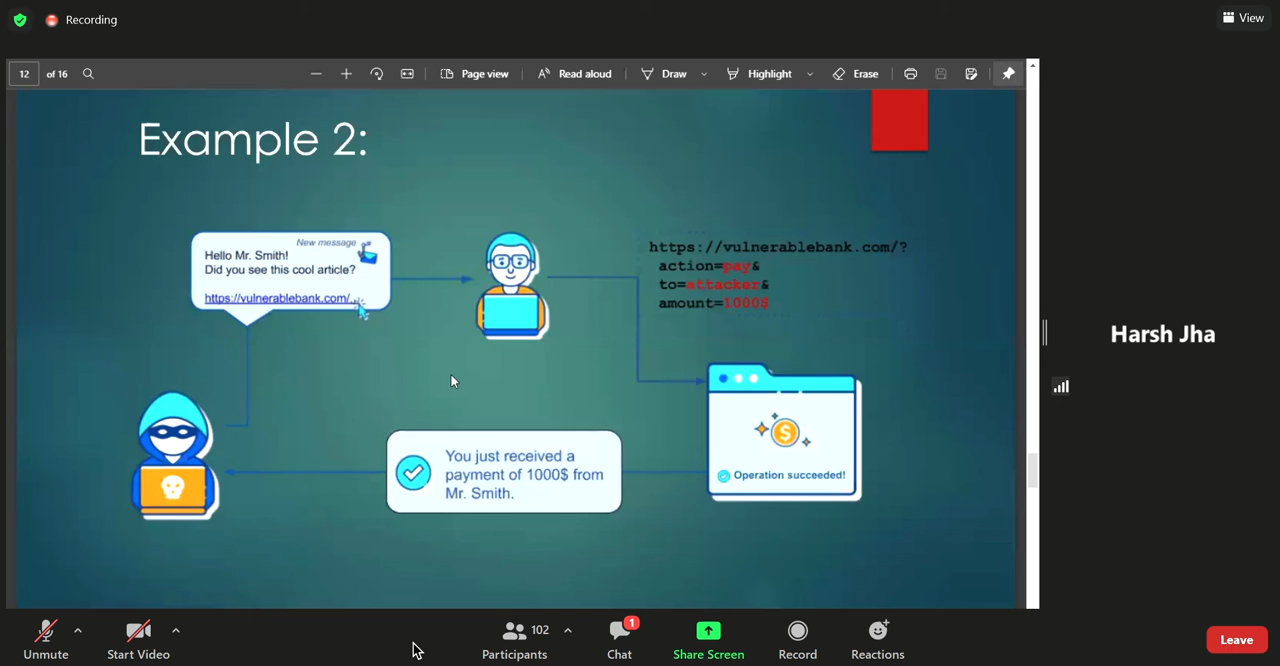 Recording
View
12 of 16
Page view
Read aloud
Draw
Highlight
Erase
Example 2:
New message
Hello Mr. Smith!
Did you see this cool article?
https://vulnerablebank.com/...
https://vulnerablebank.com/?
action=pay&
to=attacker&
amount=1000$
Harsh Jha
You just received a
payment of 1000$ from
Mr. Smith.
$
Operation succeeded!
Unmute
Start Video
102
Participants
1
Chat
Share Screen
Record
Reactions
Leave